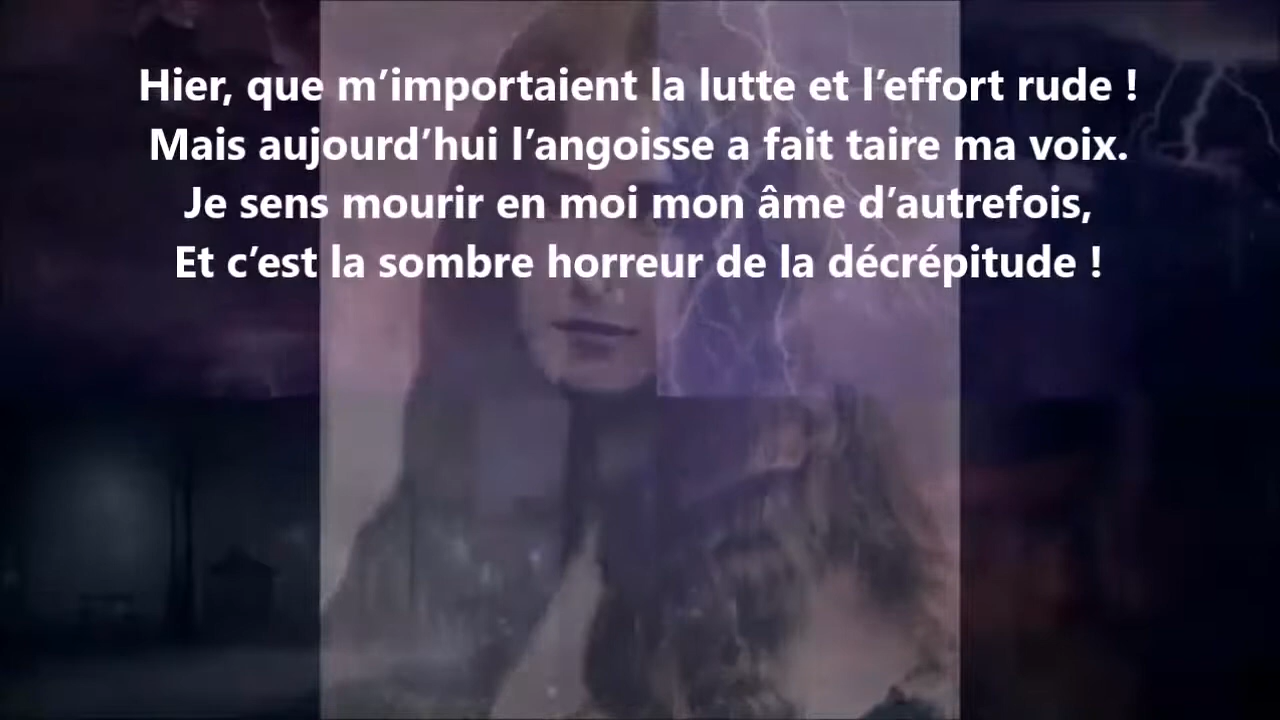 Hier, que m’importaient la lutte et l’effort rude !
Mais aujourd’hui l’angoisse a fait taire ma voix.
Je sens mourir en moi mon âme d’autrefois,
Et c’est la sombre horreur de la décrépitude !